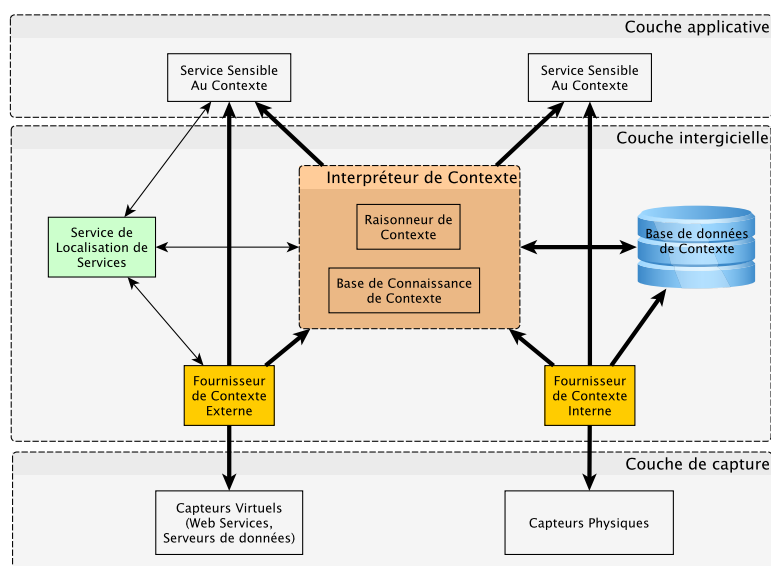 Couche applicative
Service Sensible
Au Contexte
Service Sensible
Au Contexte
Couche intergicielle
Interpréteur de Contexte
Raisonneur de
Contexte
Base de Connaissance
de Contexte
Service de
Localisation de
Services
Base de données
de Contexte
Fournisseur
de Contexte
Externe
Fournisseur
de Contexte
Interne
Couche de capture
Capteurs Virtuels
(Web Services,
Serveurs de données)
Capteurs Physiques